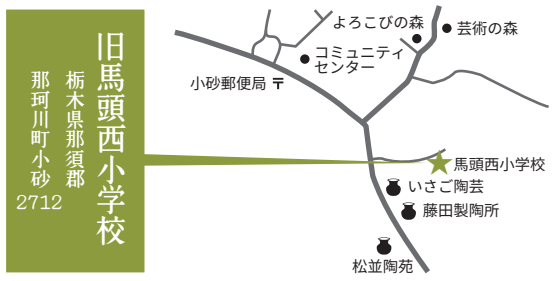 旧馬頭西小学校
栃木県那須郡
那珂川町小砂
2712
よろこびの森
芸術の森
コミュニティ
センター
小砂郵便局 〒
馬頭西小学校
いさご陶芸
藤田製陶所
松並陶苑